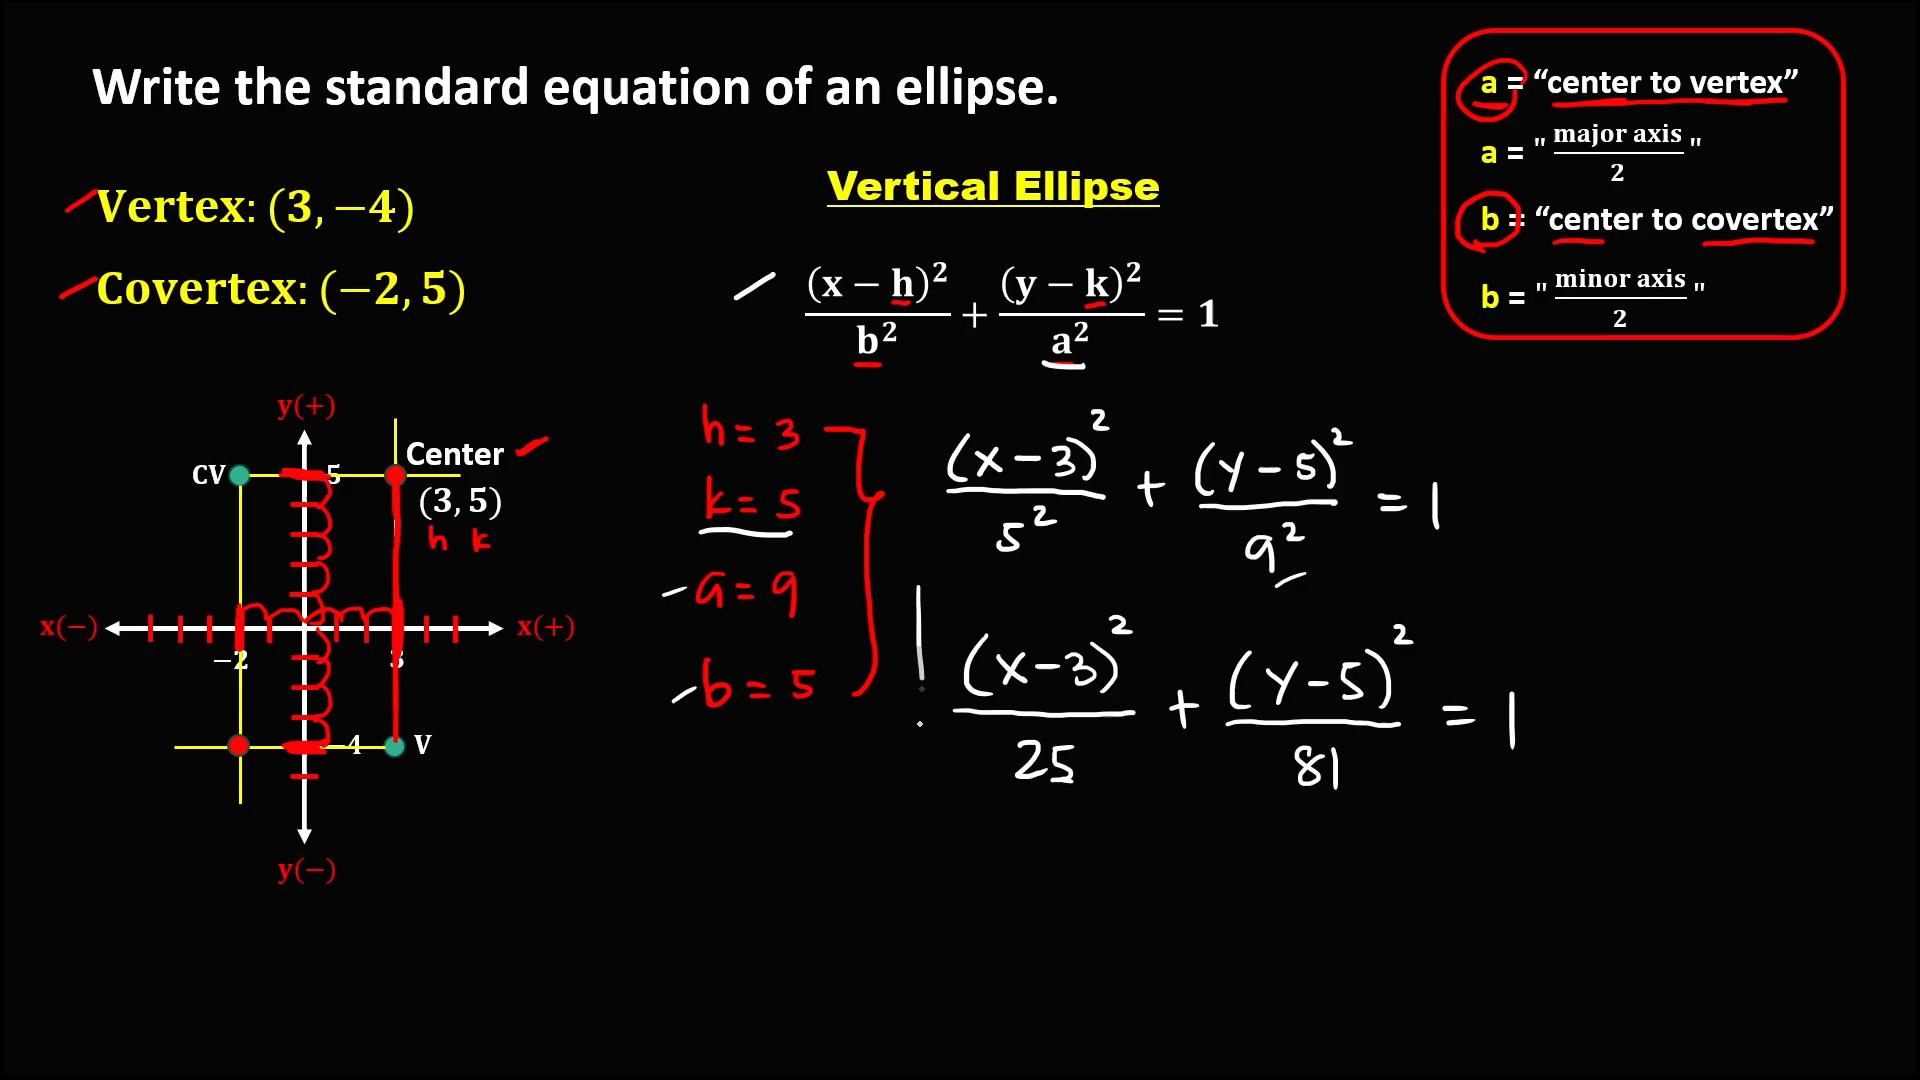 Write the standard equation of an ellipse.
Vertex: (3, −4)
Covertex: (−2, 5)
Vertical Ellipse
(x − h)²/b² + (y − k)²/a² = 1
a = “center to vertex”
a = " major axis/2 "
b = “center to covertex”
b = " minor axis/2 "
y(+)
CV
5
Center
(3, 5)
h k
x(−)
x(+)
−2
3
−4
V
y(−)
h = 3
k = 5
a = 9
b = 5
(x − 3)²/5² + (y − 5)²/9² = 1
(x − 3)²/25 + (y − 5)²/81 = 1